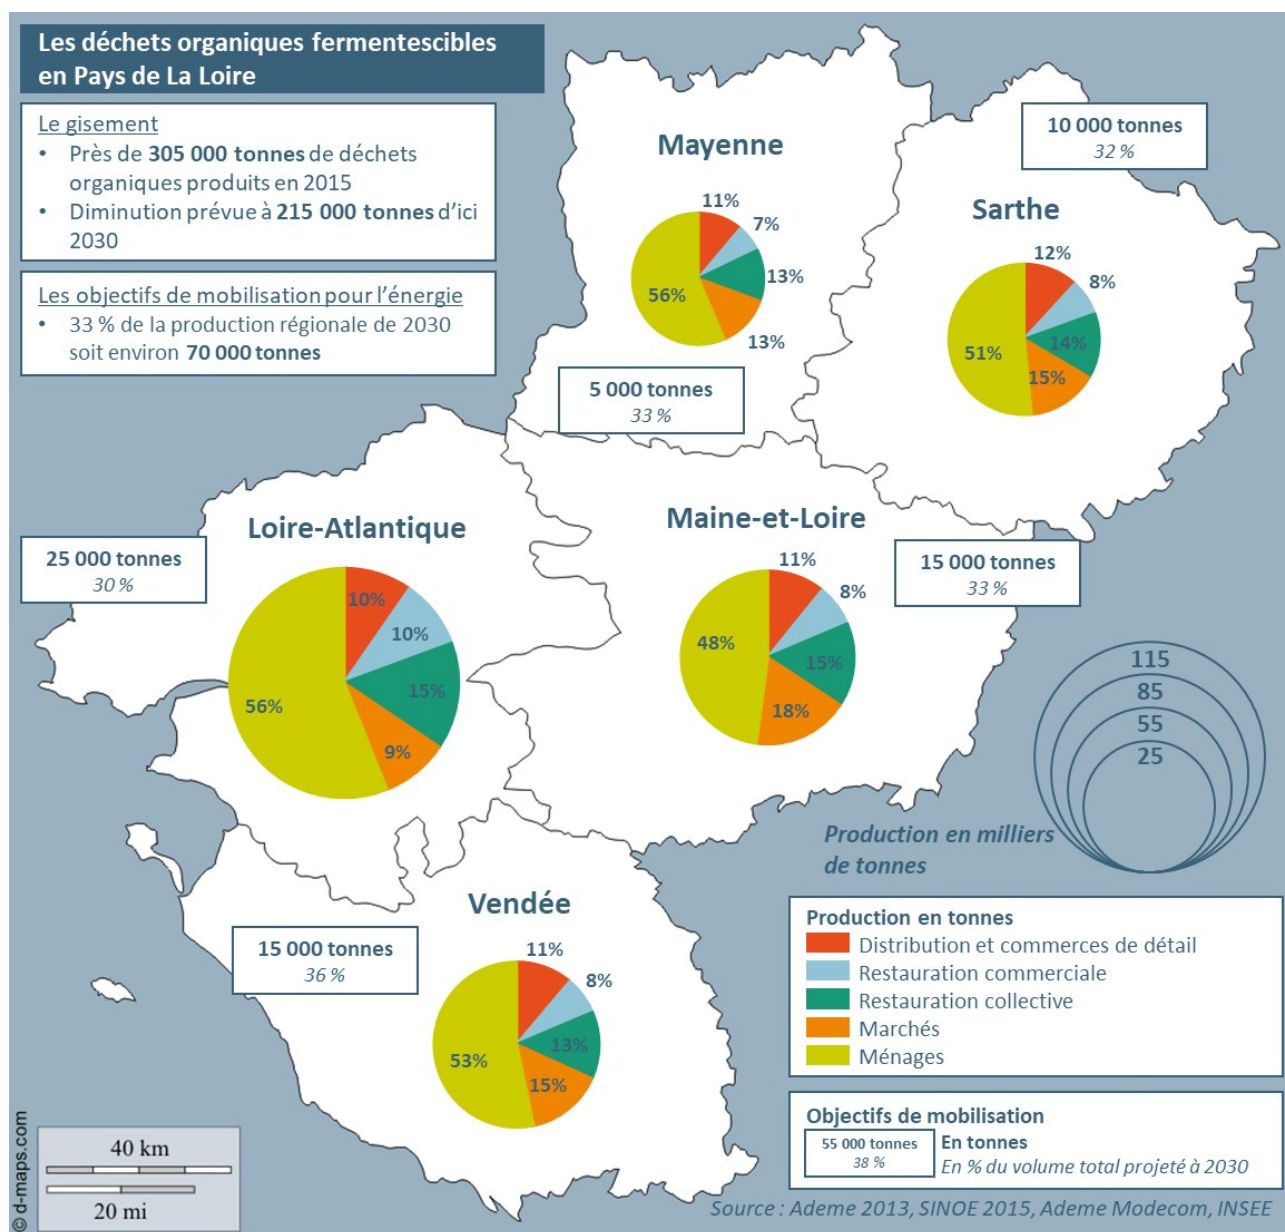 Les déchets organiques fermentescibles
en Pays de La Loire
Le gisement
• Près de 305 000 tonnes de déchets
organiques produits en 2015
• Diminution prévue à 215 000 tonnes d’ici
2030
Les objectifs de mobilisation pour l’énergie
• 33 % de la production régionale de 2030
soit environ 70 000 tonnes
Mayenne
11%
7%
13%
13%
56%
5 000 tonnes
33 %
10 000 tonnes
32 %
Sarthe
12%
8%
14%
15%
51%
Loire-Atlantique
25 000 tonnes
30 %
10%
10%
15%
9%
56%
Maine-et-Loire
15 000 tonnes
33 %
11%
8%
15%
18%
48%
Vendée
15 000 tonnes
36 %
11%
8%
13%
15%
53%
115
85
55
25
Production en milliers
de tonnes
Production en tonnes
Distribution et commerces de détail
Restauration commerciale
Restauration collective
Marchés
Ménages
Objectifs de mobilisation
55 000 tonnes
38 %
En tonnes
En % du volume total projeté à 2030
Source : Ademe 2013, SINOE 2015, Ademe Modecom, INSEE
40 km
20 mi
© d-maps.com